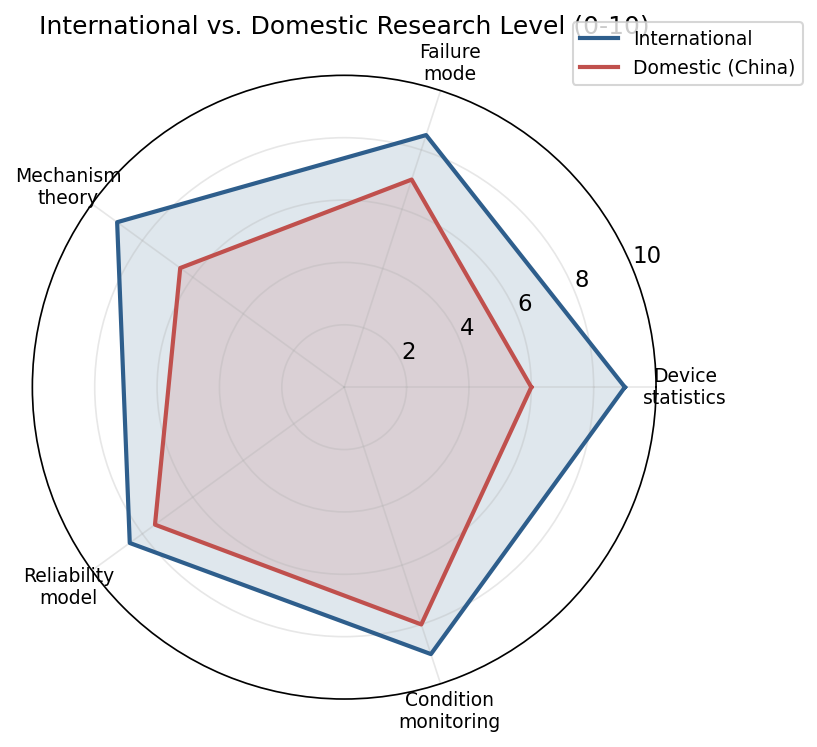 International vs. Domestic Research Level (0-10)
International
Domestic (China)
Failure
mode
Mechanism
theory
10
8
6
4
2
Device
statistics
Reliability
model
Condition
monitoring